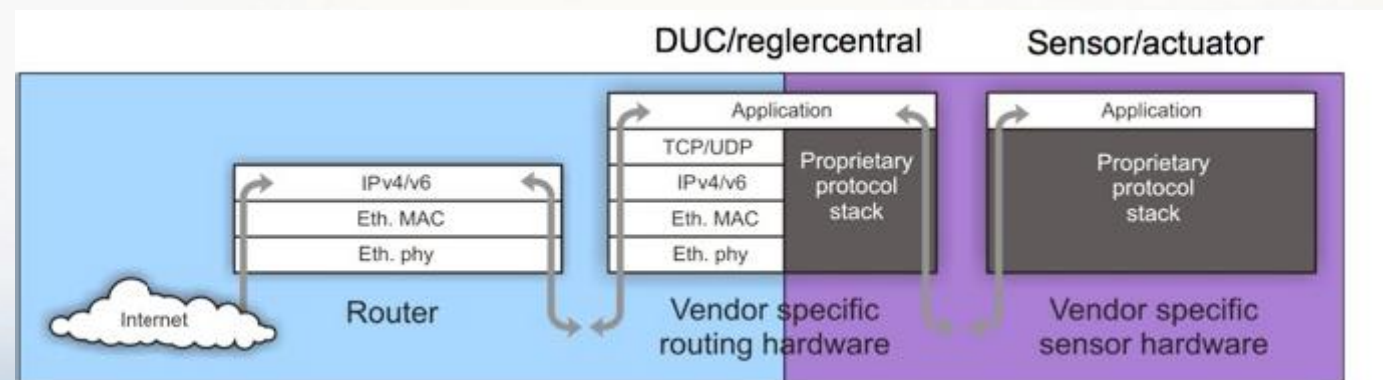 DUC/reglercentral
Sensor/actuator
Application
Application
TCP/UDP
Proprietary
protocol
stack
Proprietary
protocol
stack
IPv4/v6
IPv4/v6
Eth. MAC
Eth. MAC
Eth. phy
Eth. phy
Internet
Router
Vendor specific
routing hardware
Vendor specific
sensor hardware